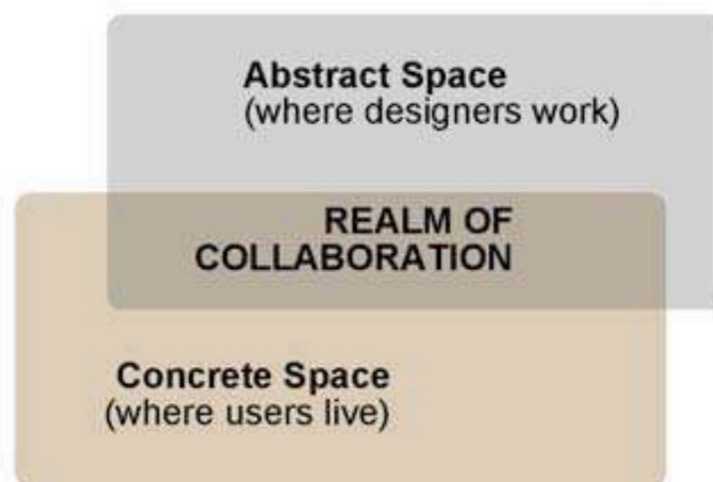 Abstract Space
(where designers work)
REALM OF
COLLABORATION
Concrete Space
(where users live)